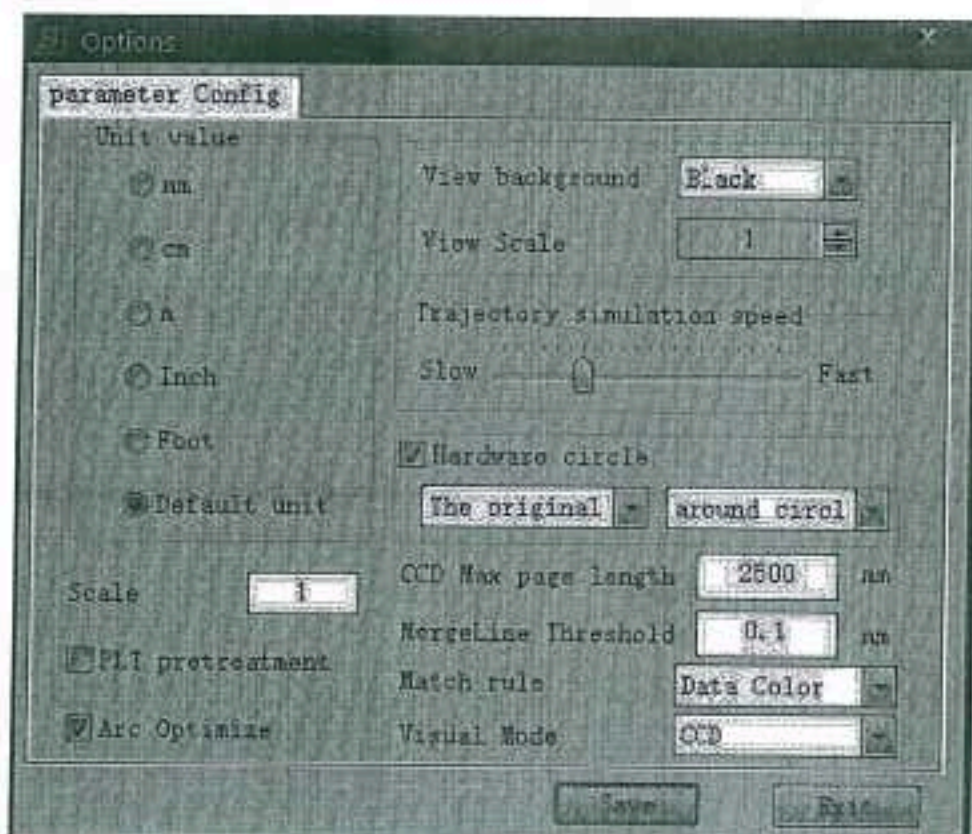 Options
parameter Config
Unit value
mm
cm
m
Inch
Foot
Default unit
Scale 1
PLT pretreatment
Arc Optimize
View background Black
View Scale 1
Trajectory simulation speed
Slow Fast
Hardware circle
The original around circl
CCD Max page length 2500 mm
MergeLine Threshold 0.1 mm
Match rule Data Color
Visual Mode CCD
Save Exit